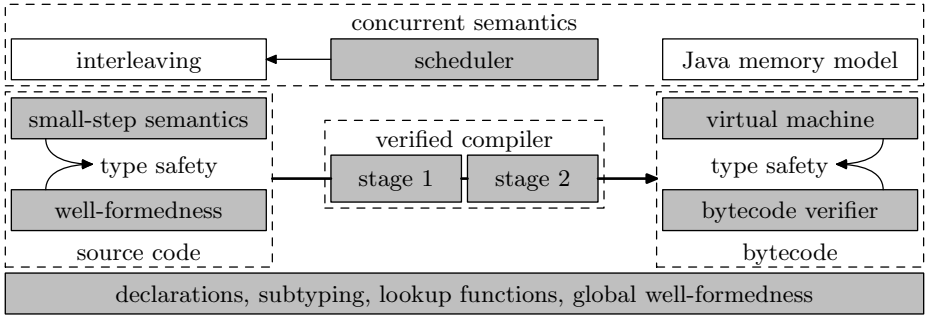 concurrent semantics
interleaving
scheduler
Java memory model
small-step semantics
type safety
well-formedness
source code
verified compiler
stage 1
stage 2
virtual machine
type safety
bytecode verifier
bytecode
declarations, subtyping, lookup functions, global well-formedness